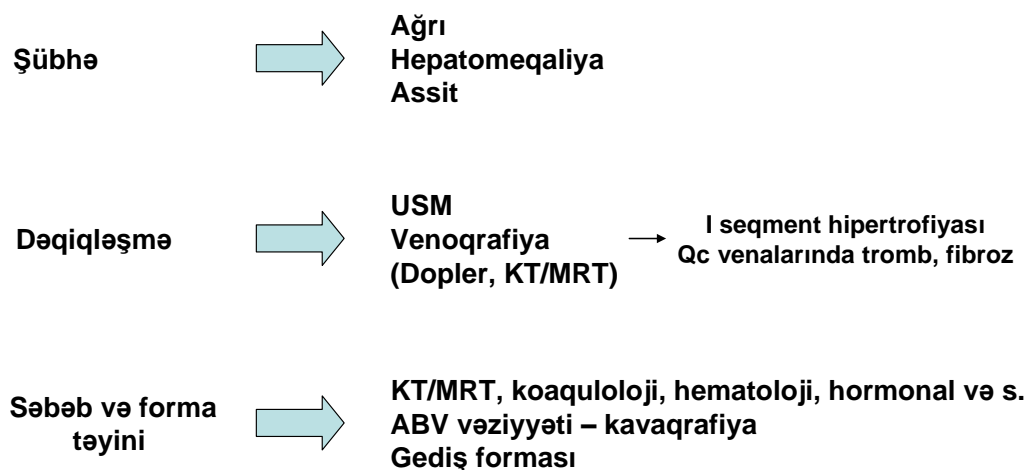 Şübhə
Ağrı
Hepatomeqaliya
Assit
Dəqiqləşmə
USM
Venoqrafiya
(Dopler, KT/MRT)
I seqment hipertrofiyası
Qc venalarında tromb, fibroz
Səbəb və forma
təyini
KT/MRT, koaquloloji, hematoloji, hormonal və s.
ABV vəziyyəti – kavaqrafiya
Gediş forması